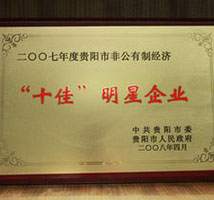 二〇〇七年度贵阳市非公有制经济
“十佳”明星企业
中共贵阳市委
贵阳市人民政府
二〇〇八年四月